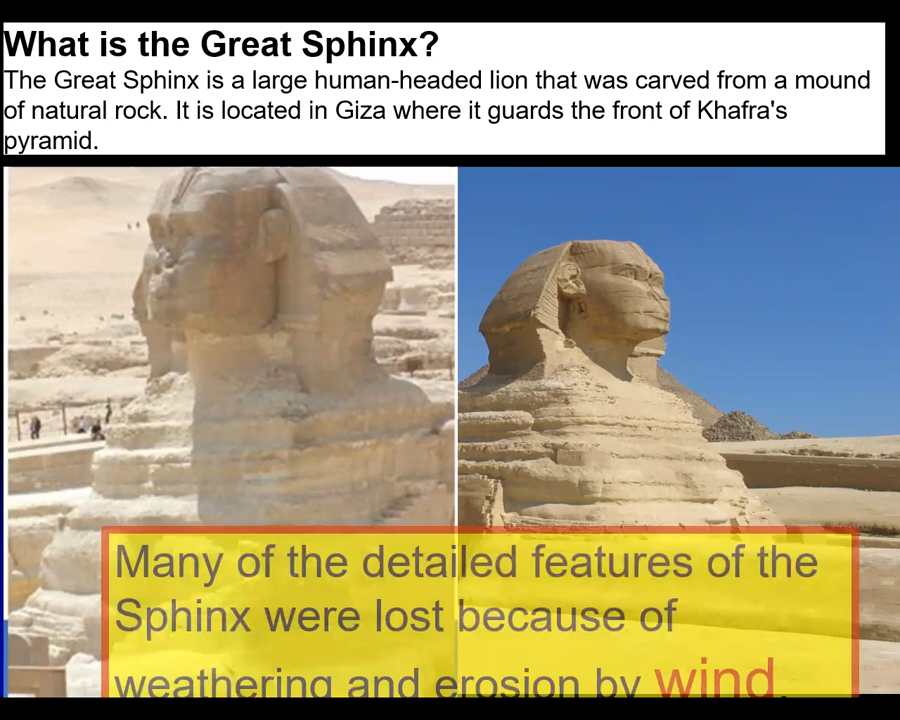 What is the Great Sphinx?
The Great Sphinx is a large human-headed lion that was carved from a mound
of natural rock. It is located in Giza where it guards the front of Khafra's
pyramid.
Many of the detailed features of the
Sphinx were lost because of
weathering and erosion by wind.